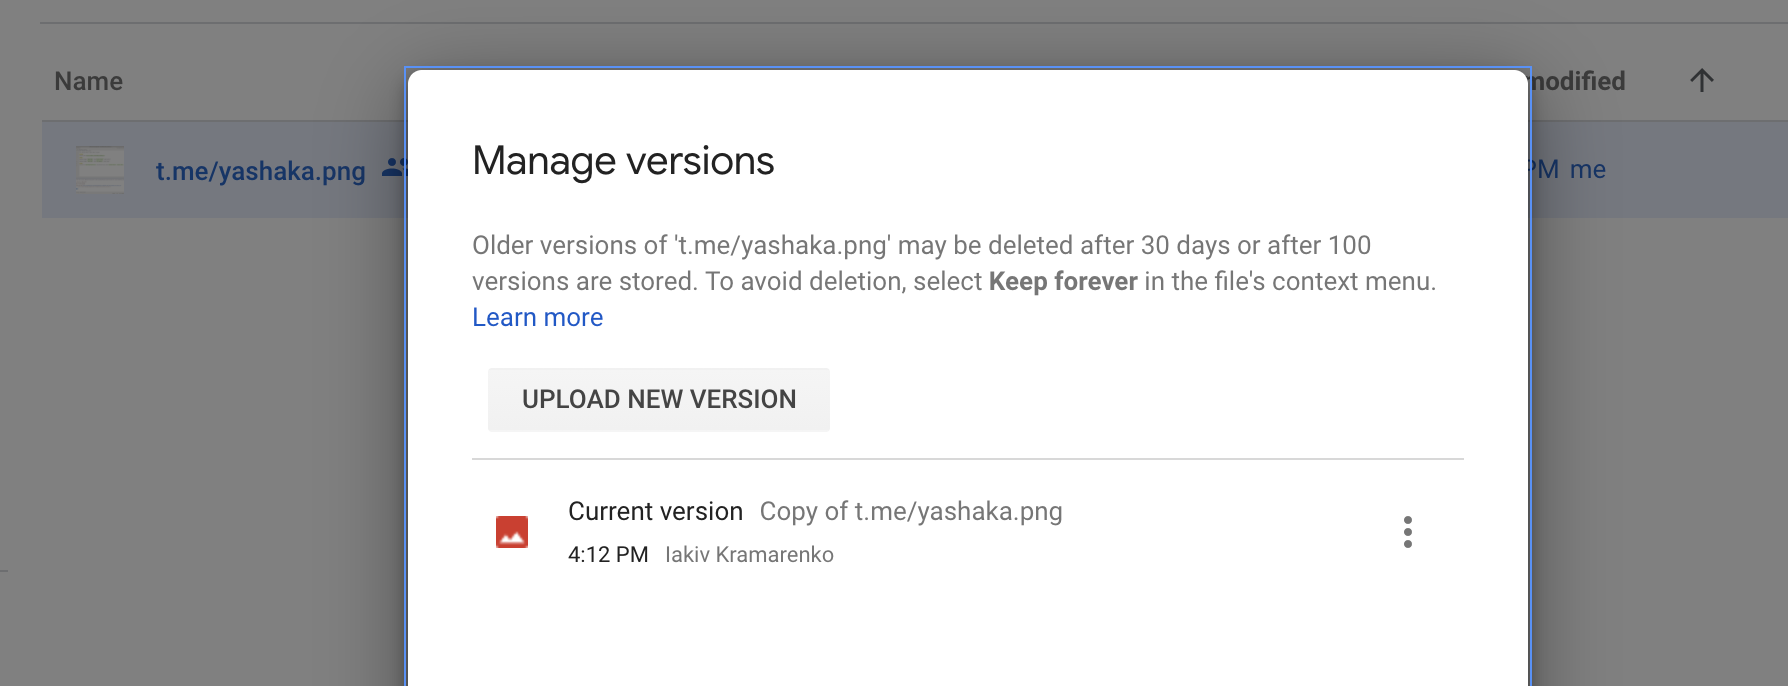 Name
modified
t.me/yashaka.png
PM me
Manage versions
Older versions of 't.me/yashaka.png' may be deleted after 30 days or after 100
versions are stored. To avoid deletion, select Keep forever in the file's context menu.
Learn more
UPLOAD NEW VERSION
Current version Copy of t.me/yashaka.png
4:12 PM Iakiv Kramarenko